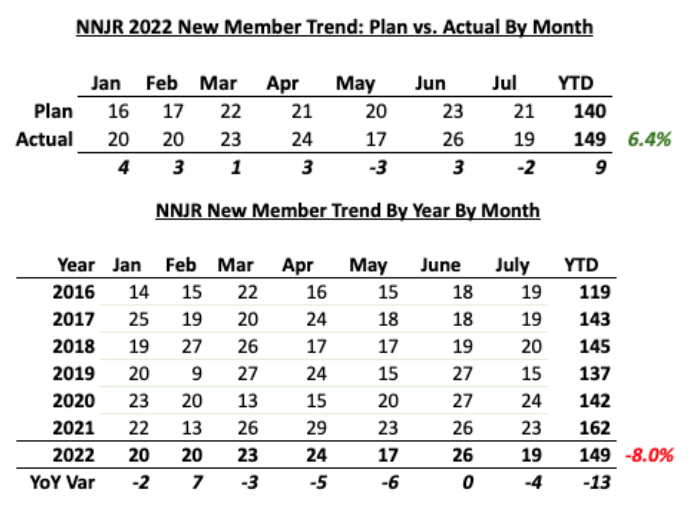 NNJR 2022 New Member Trend: Plan vs. Actual By Month
Jan Feb Mar Apr May Jun Jul YTD
Plan 16 17 22 21 20 23 21 140
Actual 20 20 23 24 17 26 19 149 6.4%
4 3 1 3 -3 3 -2 9
NNJR New Member Trend By Year By Month
Year Jan Feb Mar Apr May June July YTD
2016 14 15 22 16 15 18 19 119
2017 25 19 20 24 18 18 19 143
2018 19 27 26 17 17 19 20 145
2019 20 9 27 24 15 27 15 137
2020 23 20 13 15 20 27 24 142
2021 22 13 26 29 23 26 23 162
2022 20 20 23 24 17 26 19 149 -8.0%
YoY Var -2 7 -3 -5 -6 0 -4 -13